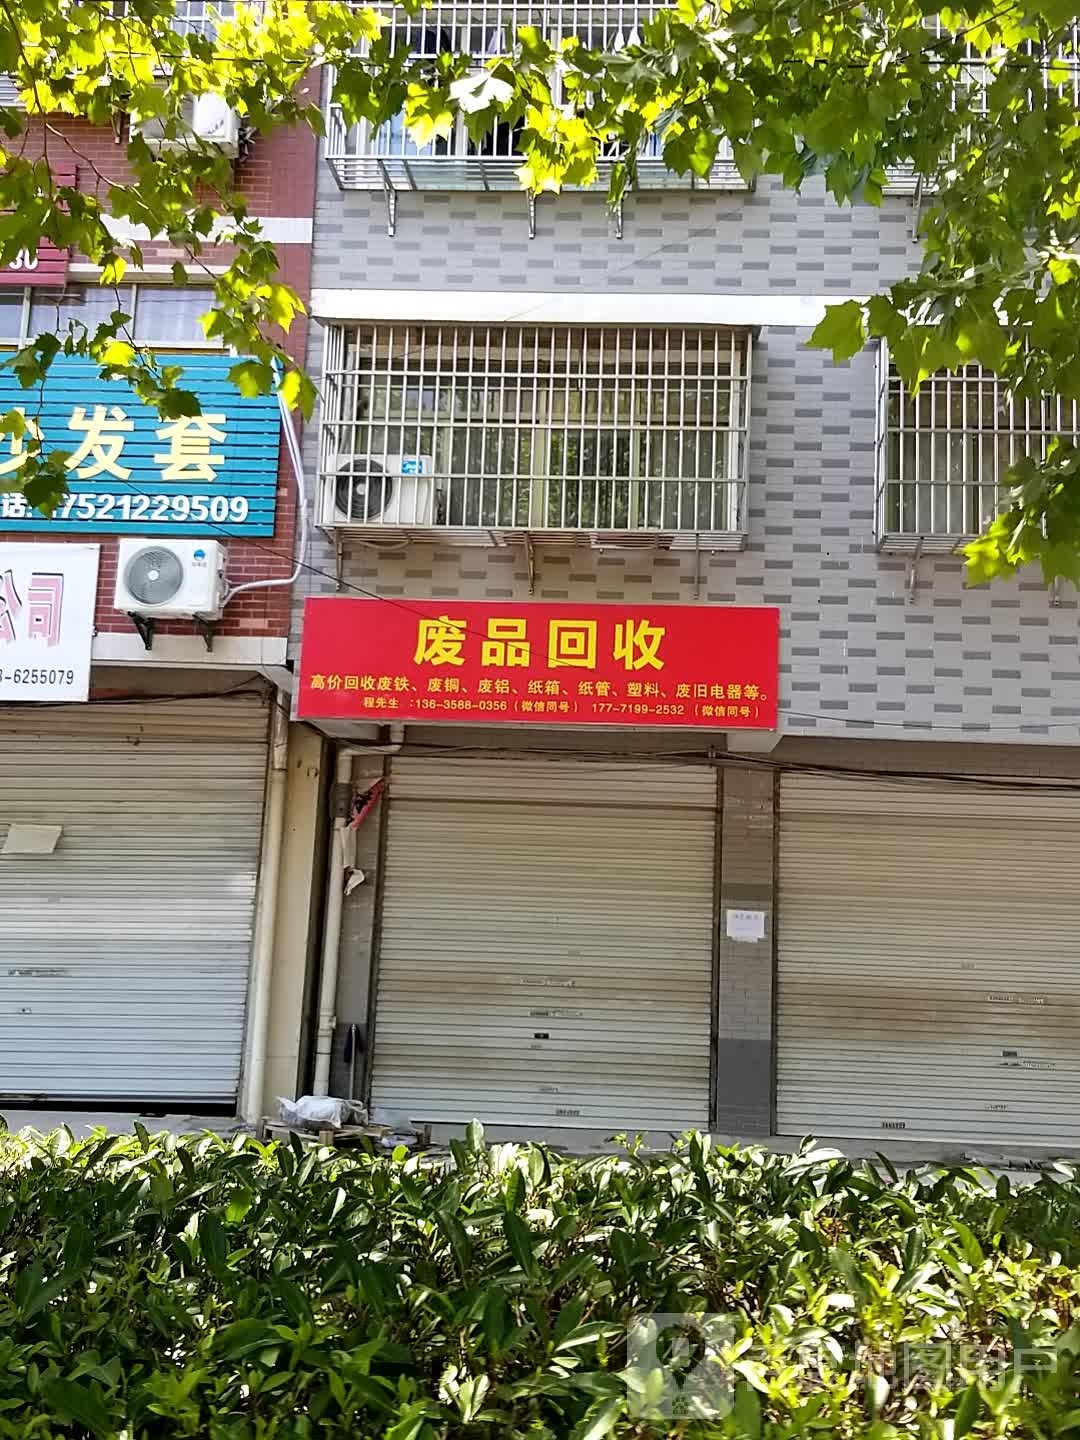 30
沙发套
话:17521229509
3-6255079
废品回收
高价回收废铁、废铜、废铝、纸箱、纸管、塑料、废旧电器等。
程先生 :136-3588-0356(微信同号) 177-7199-2532 (微信同号)